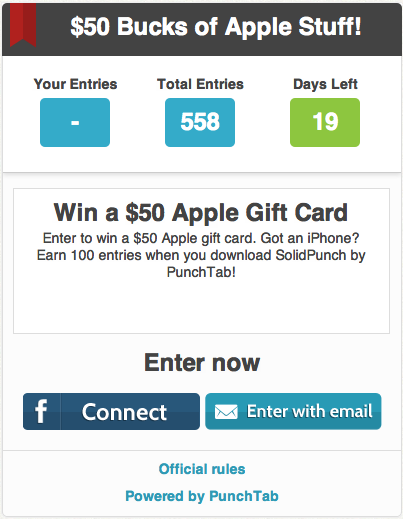 $50 Bucks of Apple Stuff!
Your Entries Total Entries Days Left
- 558 19
Win a $50 Apple Gift Card
Enter to win a $50 Apple gift card. Got an iPhone?
Earn 100 entries when you download SolidPunch by
PunchTab!
Enter now
f Connect Enter with email
Official rules
Powered by PunchTab